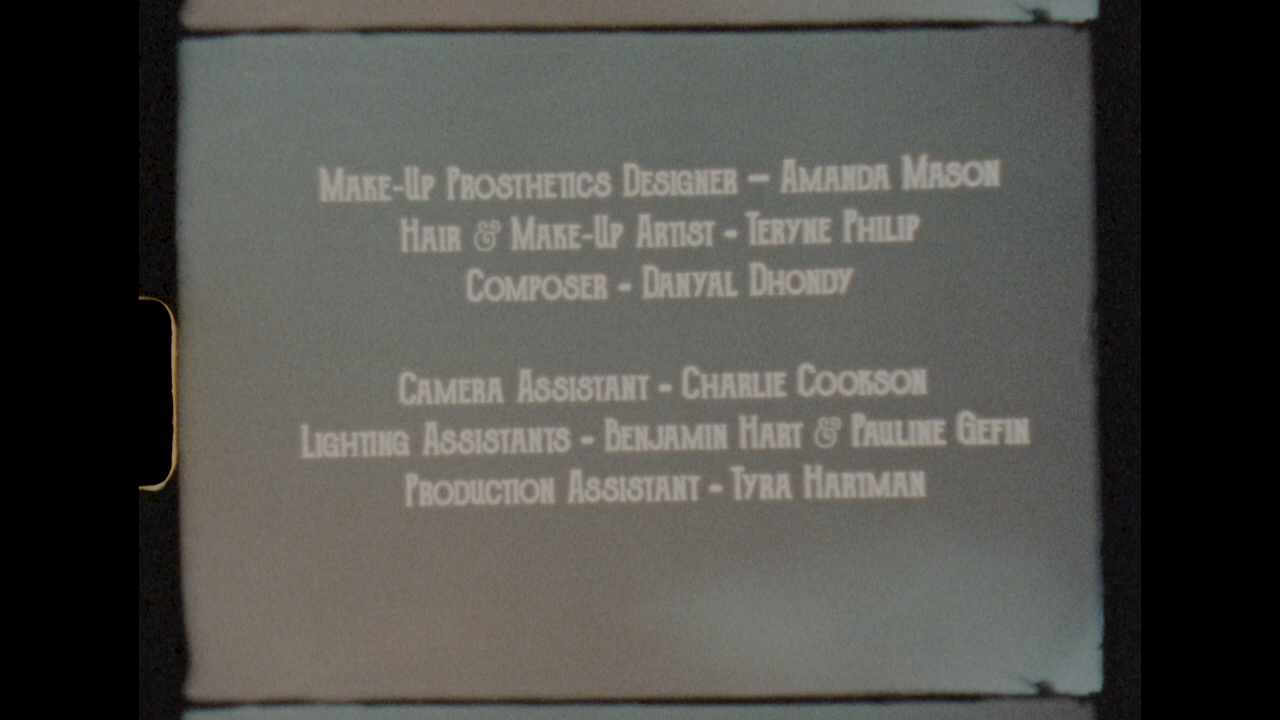 Make-Up Prosthetics Designer – Amanda Mason
Hair & Make-Up Artist - Teryne Philip
Composer - Danyal Dhondy
Camera Assistant - Charlie Cookson
Lighting Assistants - Benjamin Hart & Pauline Gefin
Production Assistant - Tyra Hartman